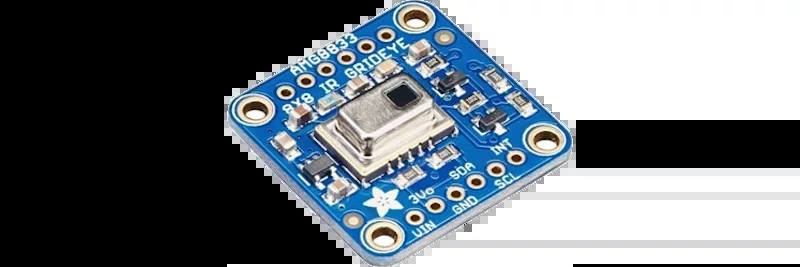 AMG8833
8X8 IR GRIDEYE
VIN 3Vo GND SDA SCL INT